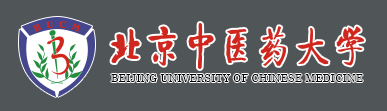 北京中医药大学
BEIJING UNIVERSITY OF CHINESE MEDICINE